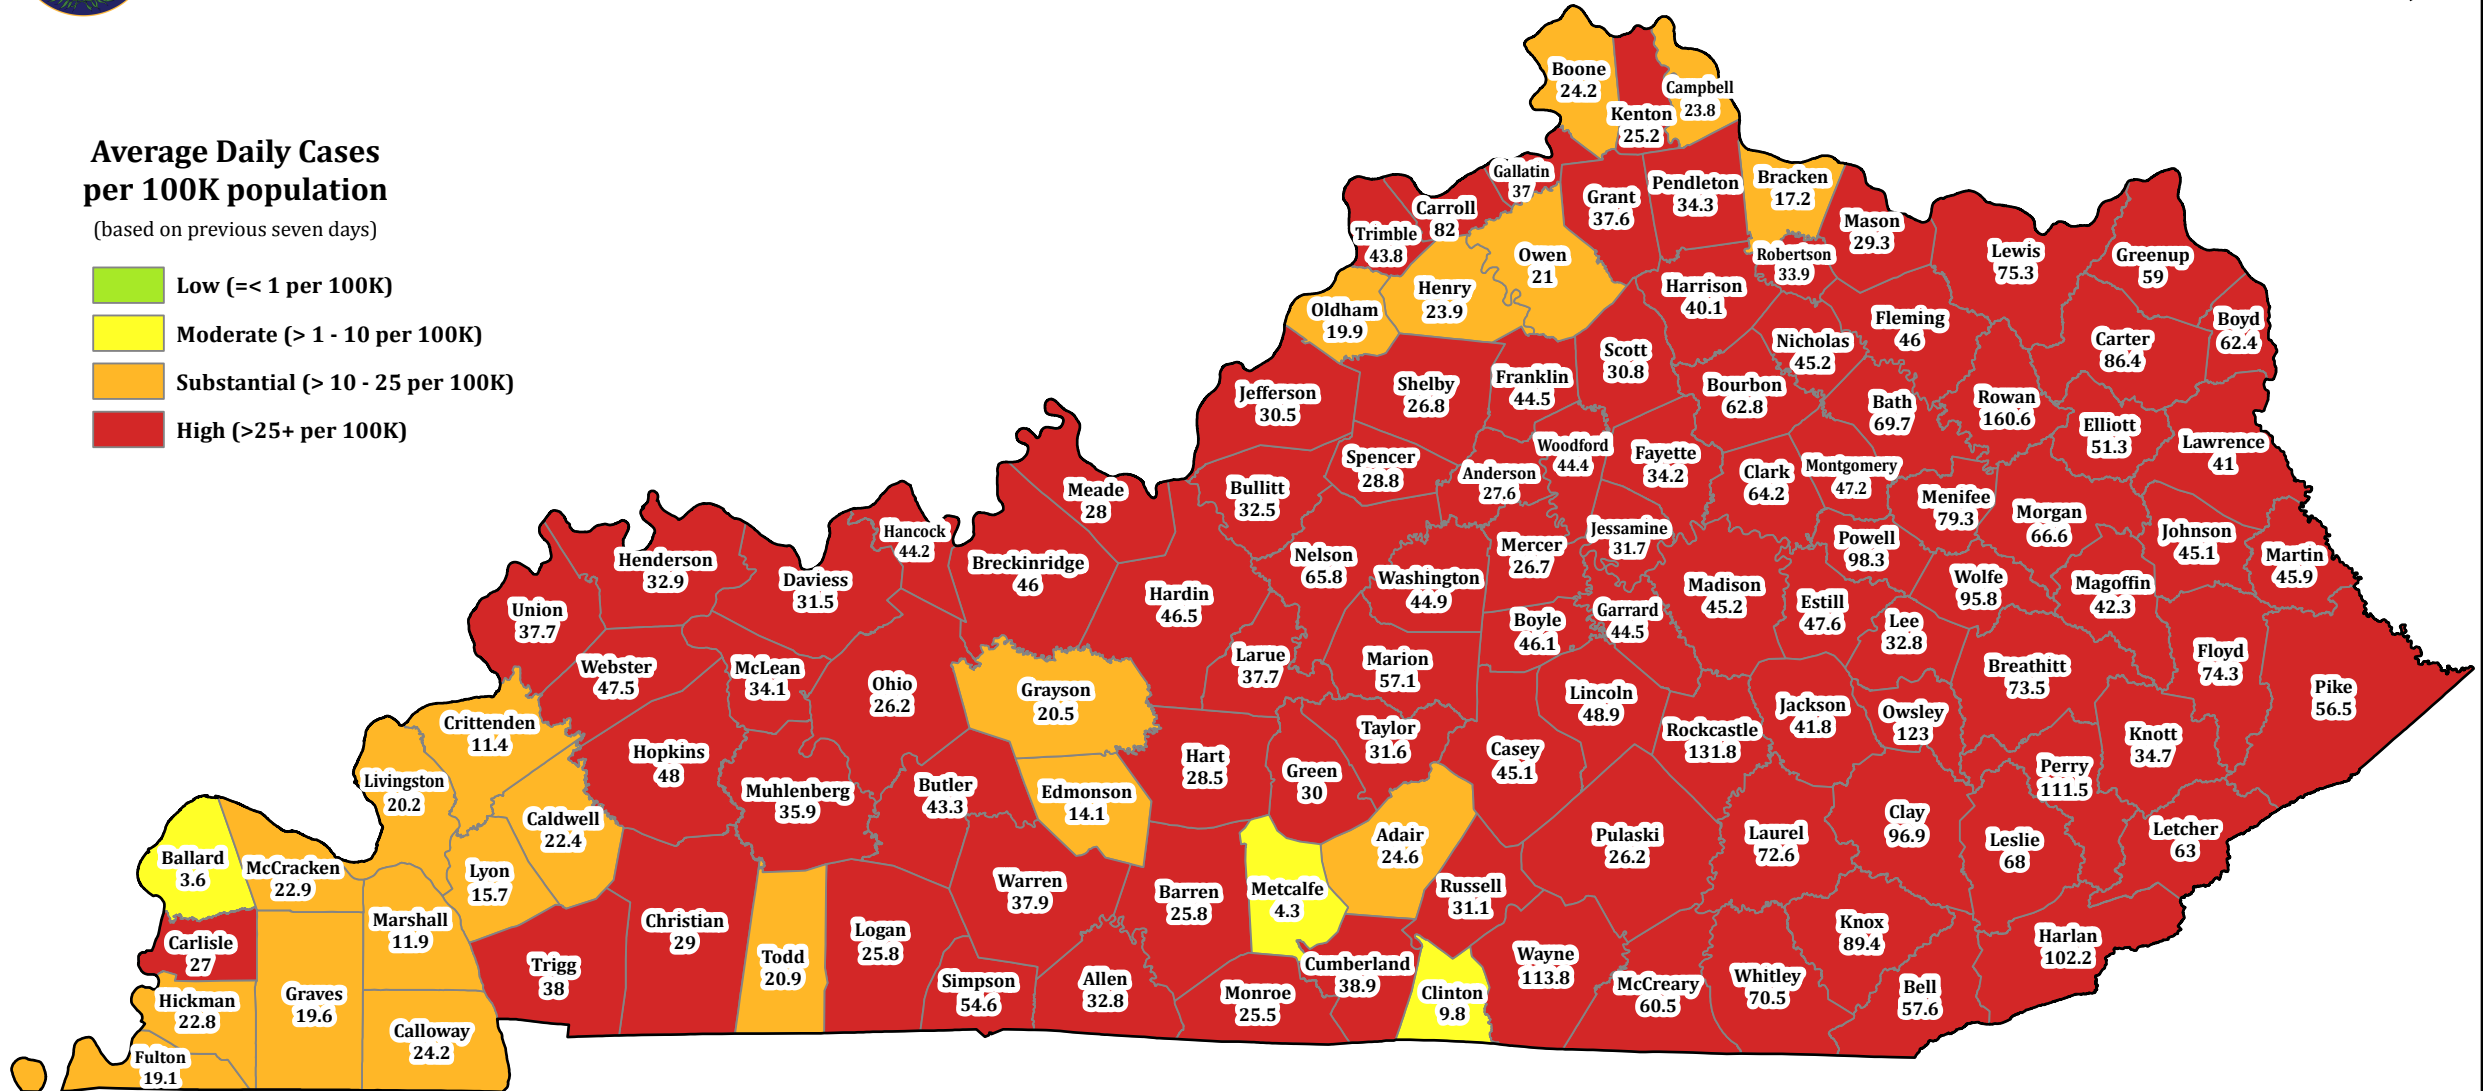 Average Daily Cases
per 100K population
(based on previous seven days)
Low (=< 1 per 100K)
Moderate (> 1 - 10 per 100K)
Substantial (> 10 - 25 per 100K)
High (>25+ per 100K)
Boone
24.2
Kenton
25.2
Campbell
23.8
Gallatin
37
Carroll
82
Trimble
43.8
Grant
37.6
Pendleton
34.3
Bracken
17.2
Mason
29.3
Robertson
33.9
Lewis
75.3
Greenup
59
Owen
21
Henry
23.9
Oldham
19.9
Harrison
40.1
Nicholas
45.2
Fleming
46
Carter
86.4
Boyd
62.4
Jefferson
30.5
Shelby
26.8
Franklin
44.5
Scott
30.8
Bourbon
62.8
Bath
69.7
Rowan
160.6
Elliott
51.3
Lawrence
41
Meade
28
Bullitt
32.5
Spencer
28.8
Anderson
27.6
Woodford
44.4
Fayette
34.2
Clark
64.2
Montgomery
47.2
Menifee
79.3
Morgan
66.6
Johnson
45.1
Martin
45.9
Henderson
32.9
Daviess
31.5
Hancock
44.2
Breckinridge
46
Hardin
46.5
Nelson
65.8
Washington
44.9
Mercer
26.7
Jessamine
31.7
Madison
45.2
Powell
98.3
Estill
47.6
Lee
32.8
Wolfe
95.8
Magoffin
42.3
Union
37.7
Webster
47.5
McLean
34.1
Ohio
26.2
Grayson
20.5
Larue
37.7
Marion
57.1
Boyle
46.1
Garrard
44.5
Lincoln
48.9
Rockcastle
131.8
Jackson
41.8
Owsley
123
Breathitt
73.5
Floyd
74.3
Pike
56.5
Knott
34.7
Perry
111.5
Crittenden
11.4
Livingston
20.2
Hopkins
48
Muhlenberg
35.9
Butler
43.3
Edmonson
14.1
Hart
28.5
Green
30
Taylor
31.6
Casey
45.1
Adair
24.6
Pulaski
26.2
Laurel
72.6
Clay
96.9
Leslie
68
Letcher
63
Caldwell
22.4
Lyon
15.7
Ballard
3.6
McCracken
22.9
Marshall
11.9
Carlisle
27
Graves
19.6
Hickman
22.8
Fulton
19.1
Calloway
24.2
Trigg
38
Christian
29
Todd
20.9
Logan
25.8
Warren
37.9
Simpson
54.6
Allen
32.8
Barren
25.8
Metcalfe
4.3
Monroe
25.5
Cumberland
38.9
Russell
31.1
Clinton
9.8
Wayne
113.8
McCreary
60.5
Whitley
70.5
Knox
89.4
Bell
57.6
Harlan
102.2